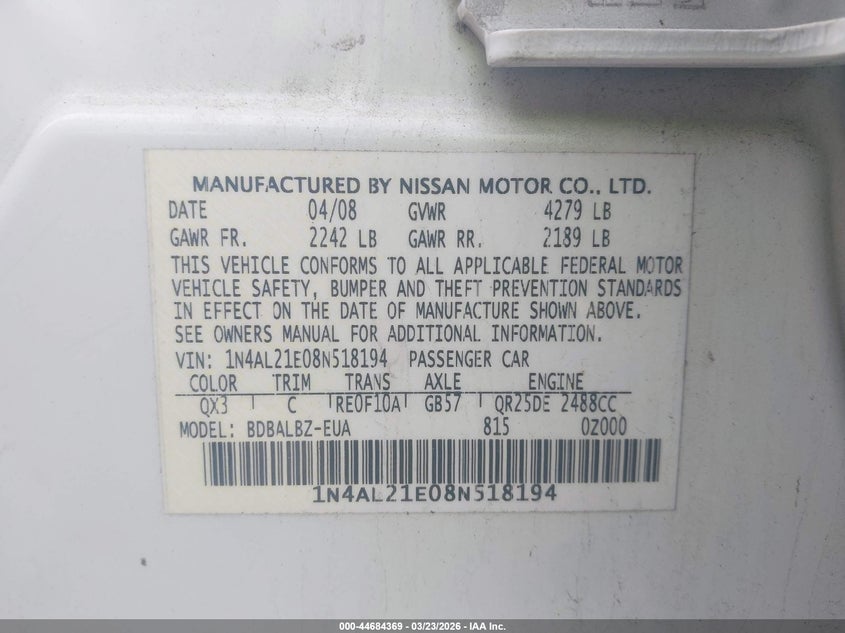 MANUFACTURED BY NISSAN MOTOR CO., LTD.
DATE 04/08 GVWR 4279 LB
GAWR FR. 2242 LB GAWR RR. 2189 LB
THIS VEHICLE CONFORMS TO ALL APPLICABLE FEDERAL MOTOR
VEHICLE SAFETY, BUMPER AND THEFT PREVENTION STANDARDS
IN EFFECT ON THE DATE OF MANUFACTURE SHOWN ABOVE.
SEE OWNERS MANUAL FOR ADDITIONAL INFORMATION.
VIN: 1N4AL21E08N518194 PASSENGER CAR
COLOR TRIM TRANS AXLE ENGINE
QX3 C RE0F10A GB57 QR25DE 2488CC
MODEL: BDBALBZ-EUA 815 0Z000
1N4AL21E08N518194
000-44684369 | 03/23/2026 - IAA Inc.